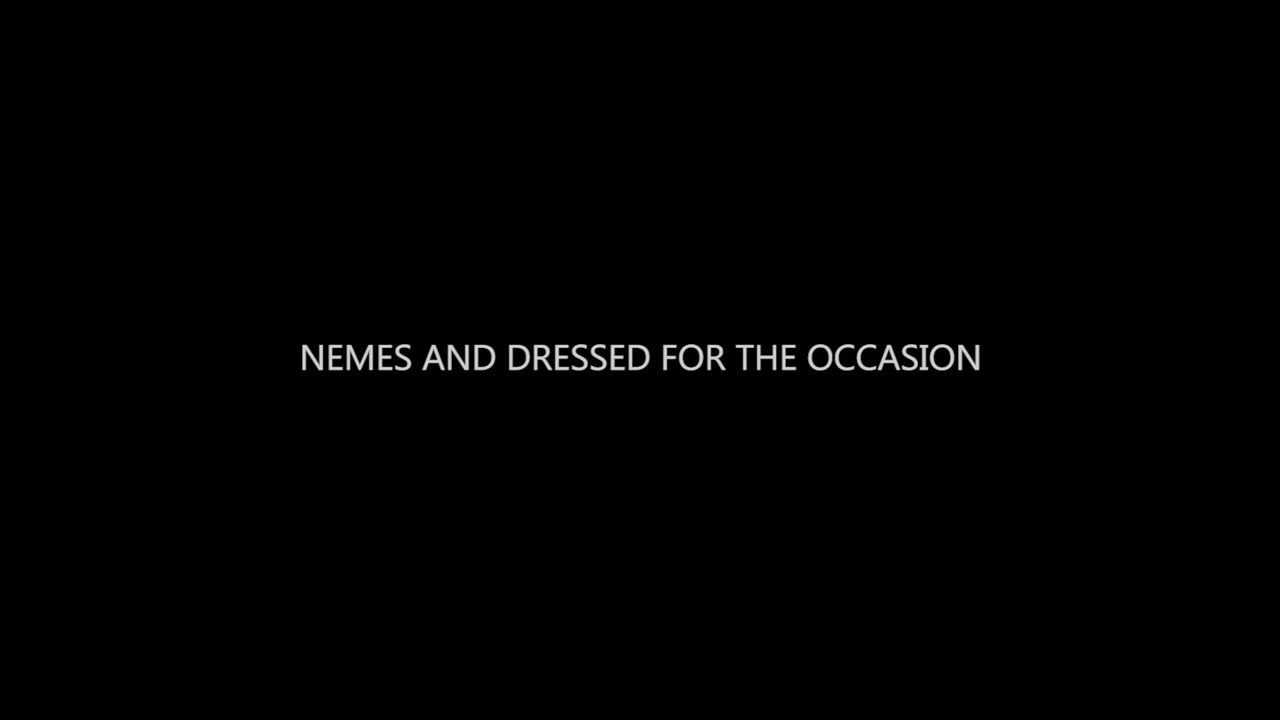 NEMES AND DRESSED FOR THE OCCASION